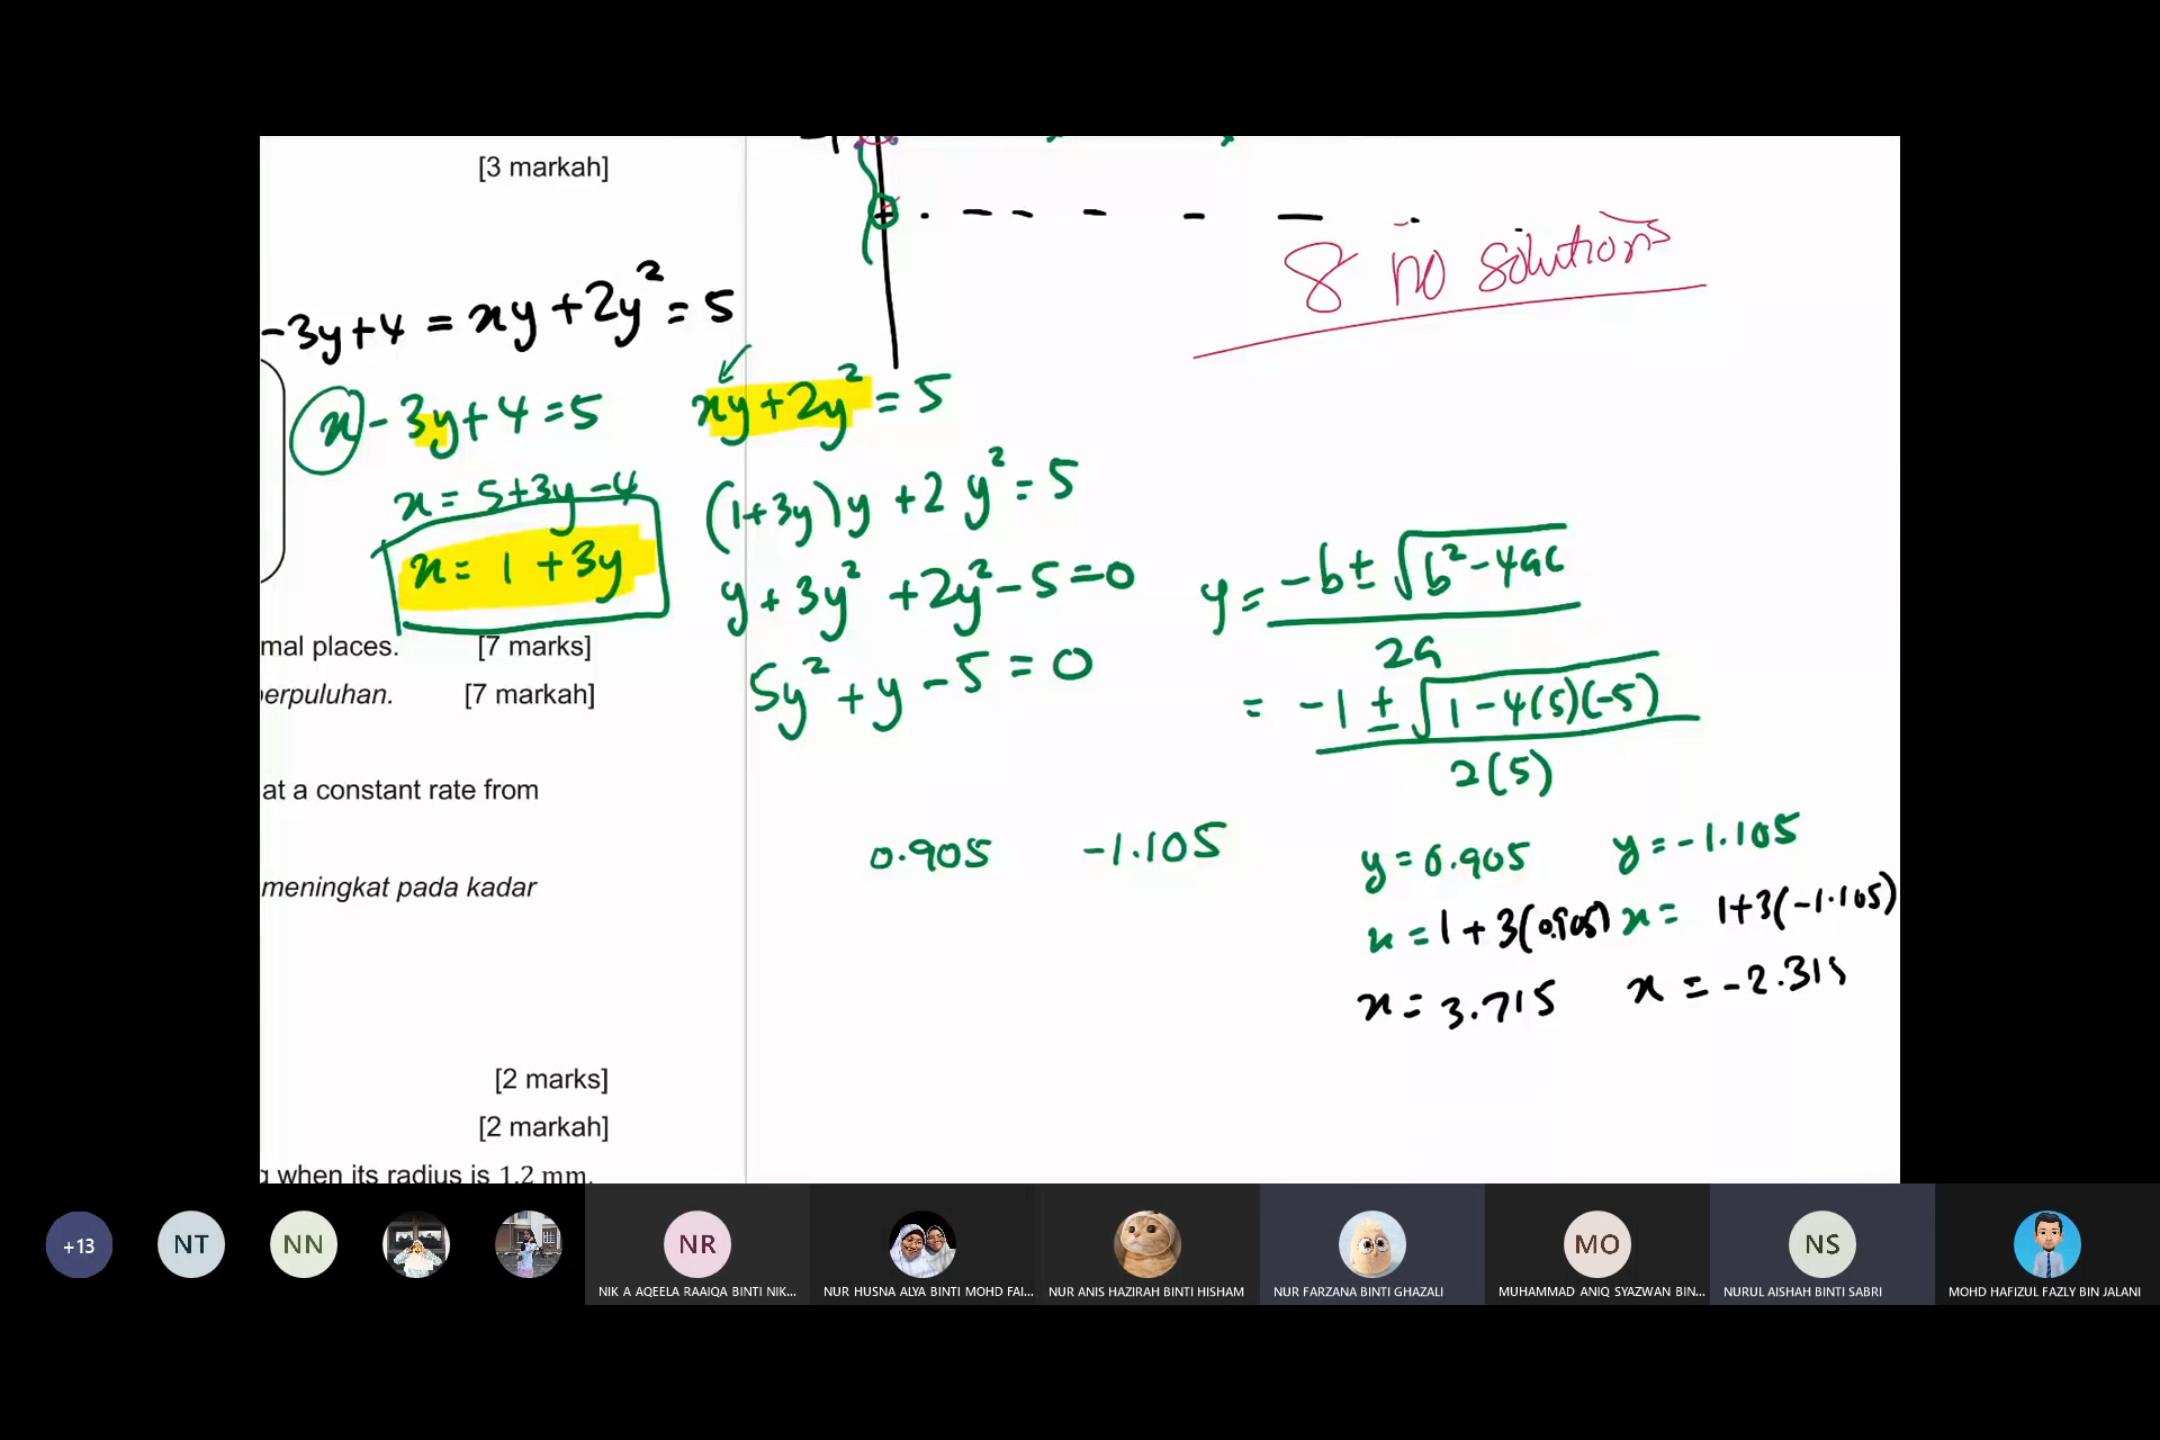 [3 markah]
8 no solutions
-3y+4 = xy+2y² = 5
x - 3y + 4 = 5
x = 5+3y-4
x = 1 + 3y
xy+2y² = 5
(1+3y)y + 2y² = 5
y + 3y² + 2y² - 5 = 0
5y² + y - 5 = 0
y = (-b ± √(b²-4ac)) / 2a
= (-1 ± √(1-4(5)(-5))) / 2(5)
mal places. [7 marks]
erpuluhan. [7 markah]
at a constant rate from
meningkat pada kadar
0.905 -1.105
y = 0.905 y = -1.105
x = 1 + 3(0.905) x = 1+3(-1.105)
x = 3.715 x = -2.315
[2 marks]
[2 markah]
g when its radius is 1.2 mm.
+13
NT
NN
NR
MO
NS
NIK A AQEELA RAAIQA BINTI NIK...
NUR HUSNA ALYA BINTI MOHD FAI...
NUR ANIS HAZIRAH BINTI HISHAM
NUR FARZANA BINTI GHAZALI
MUHAMMAD ANIQ SYAZWAN BIN...
NURUL AISHAH BINTI SABRI
MOHD HAFIZUL FAZLY BIN JALANI